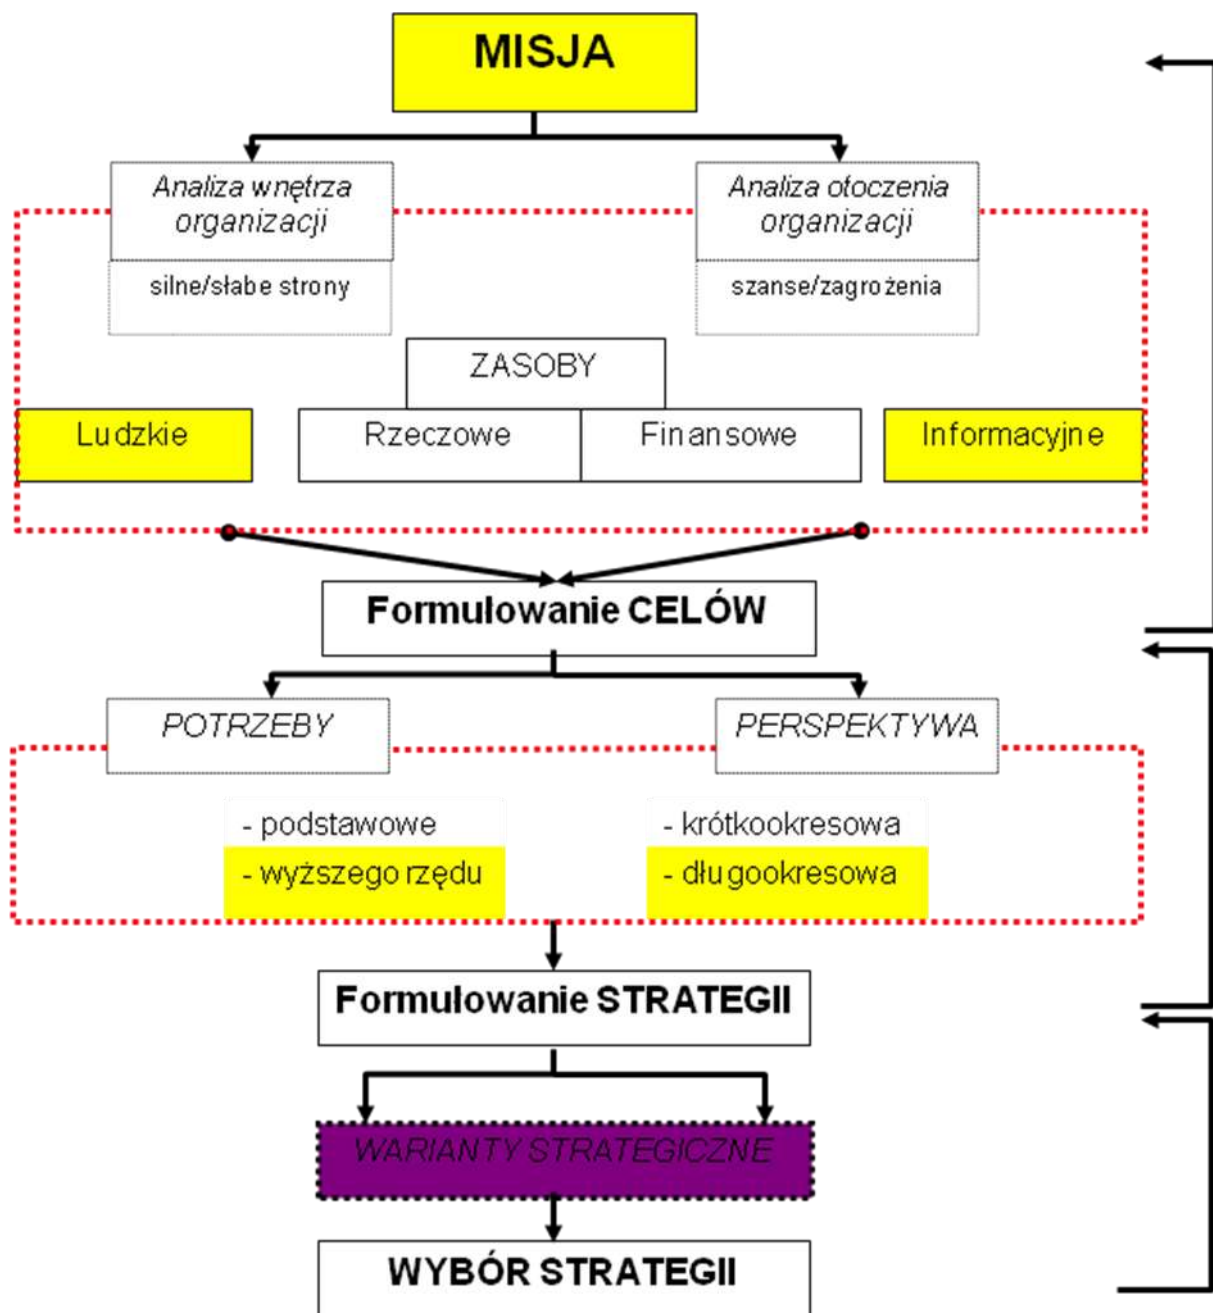 MISJA
Analiza wnętrza
organizacji
silne/słabe strony
Analiza otoczenia
organizacji
szanse/zagrożenia
ZASOBY
Ludzkie
Rzeczowe
Finansowe
Informacyjne
Formułowanie CELÓW
POTRZEBY
PERSPEKTYWA
- podstawowe
- wyższego rzędu
- krótkookresowa
- długookresowa
Formułowanie STRATEGII
WARIANTY STRATEGICZNE
WYBÓR STRATEGII